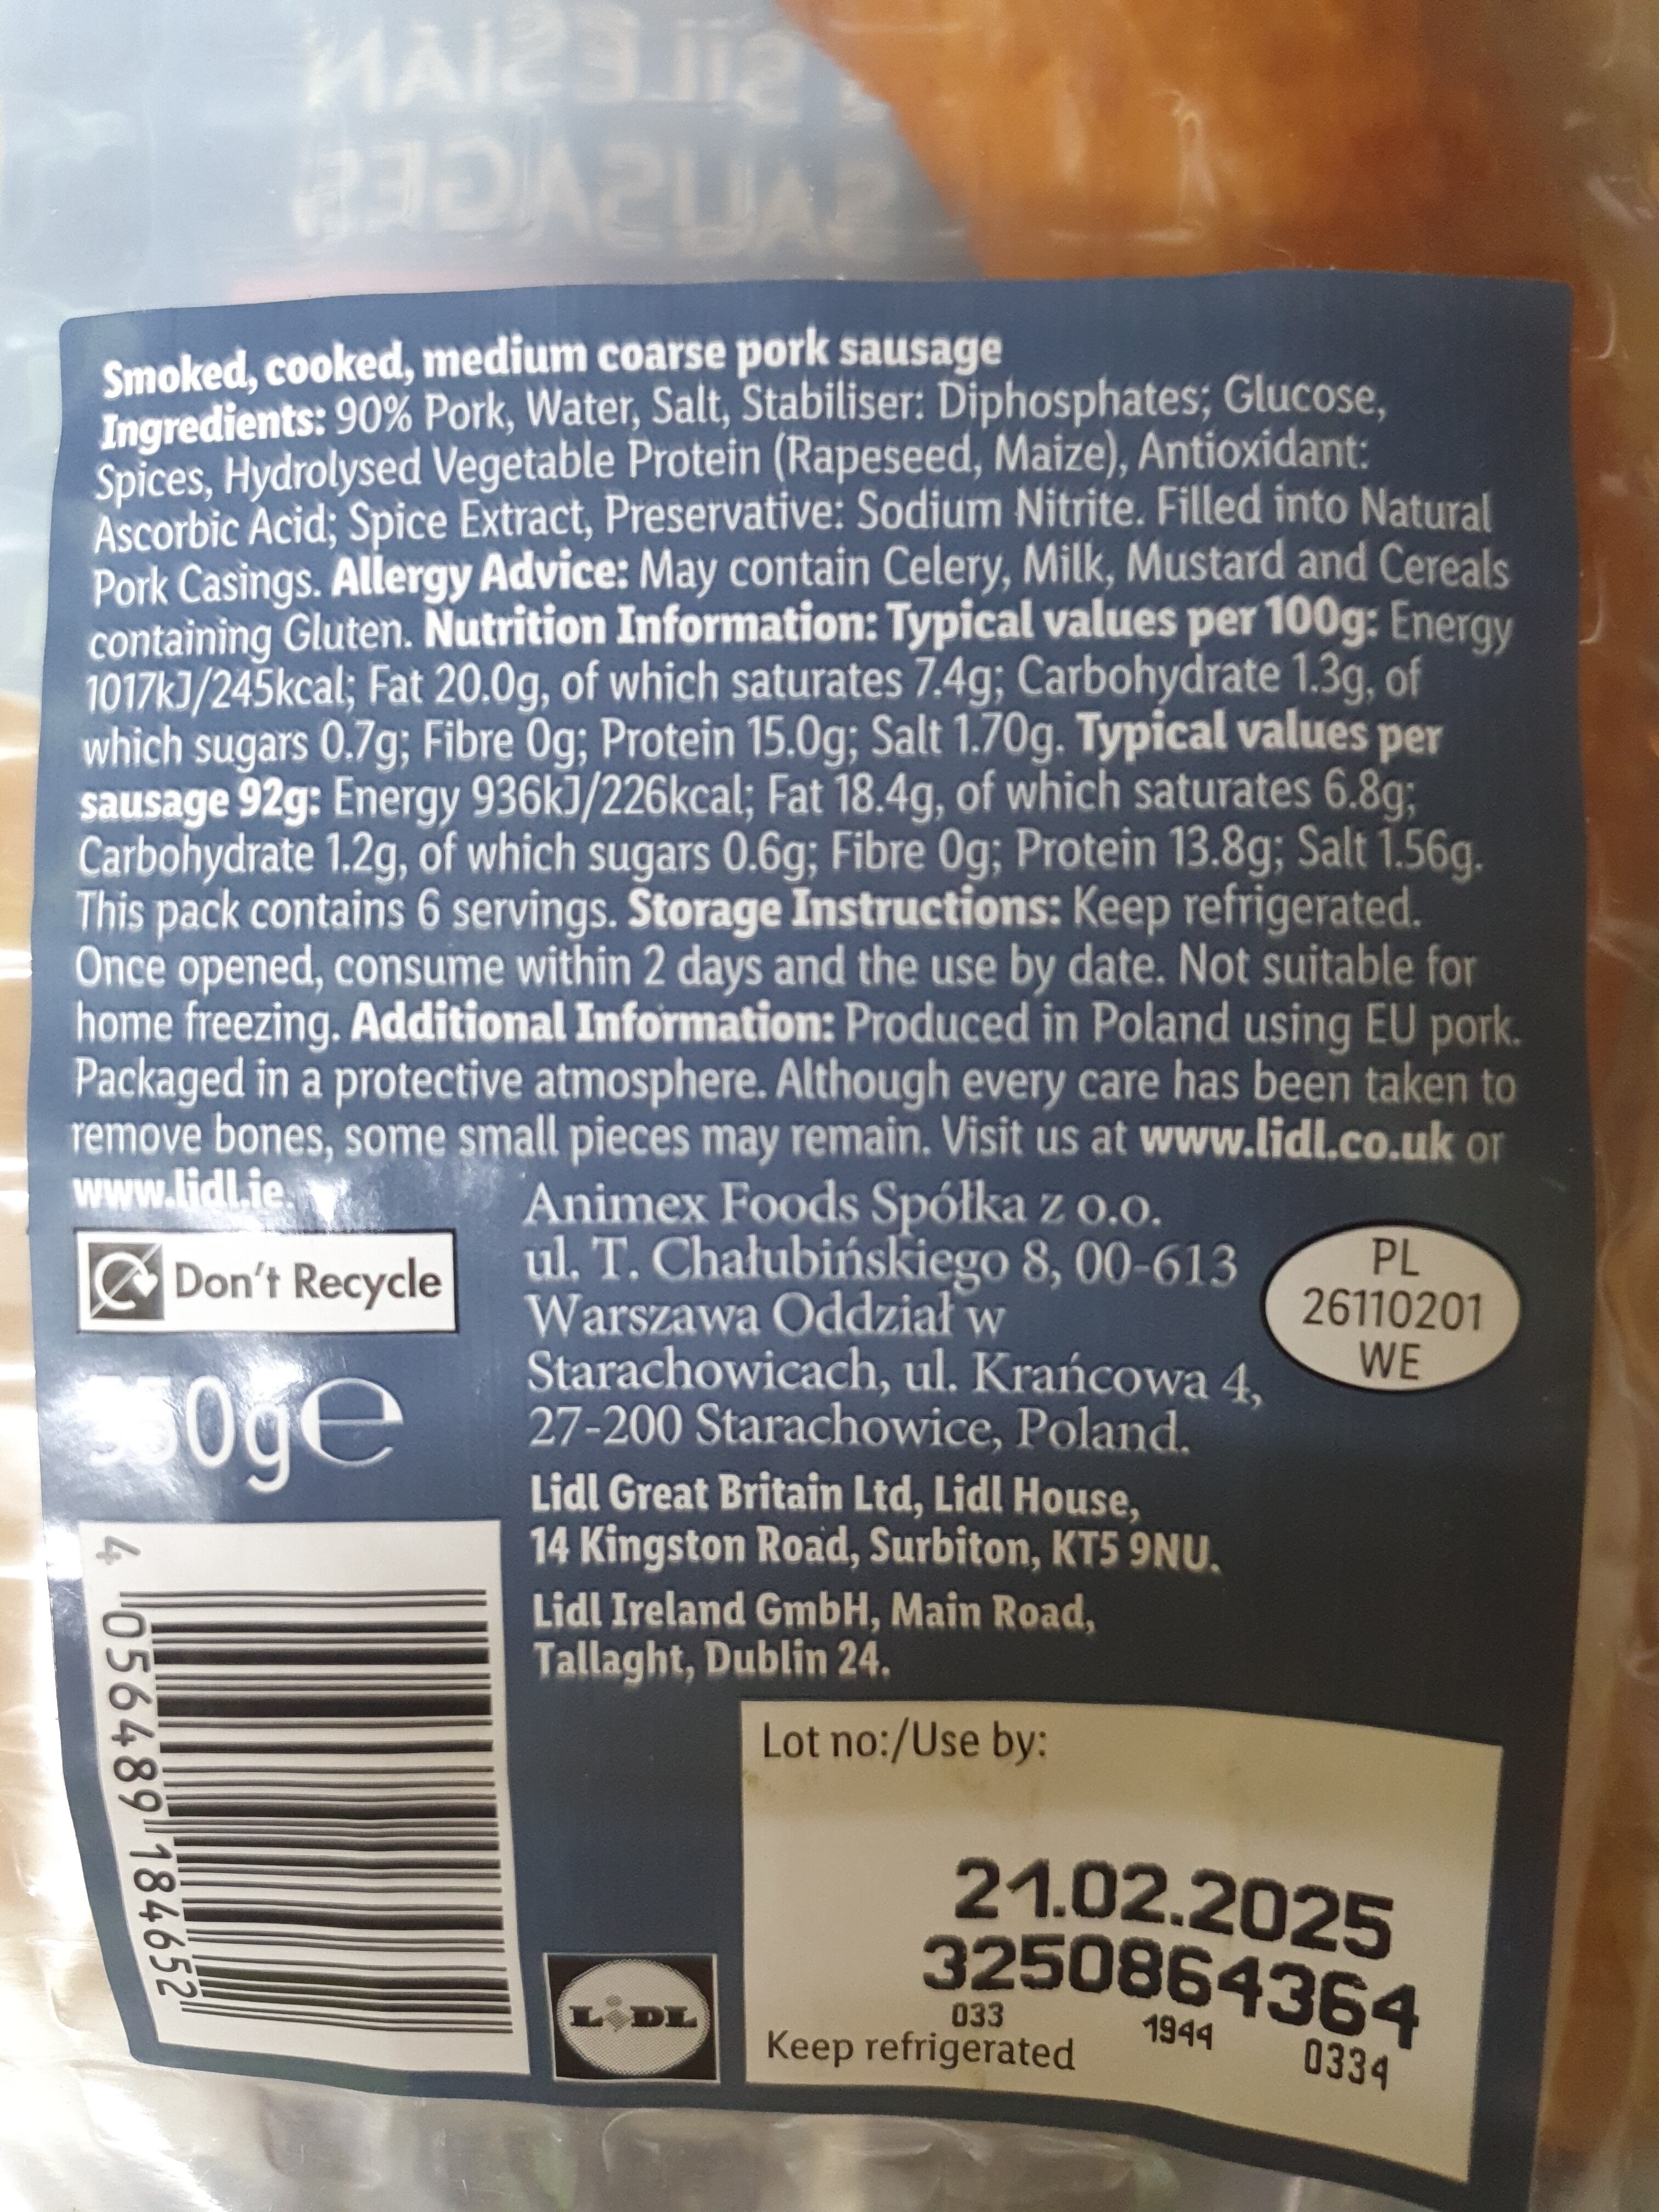 SILESIAN
SAUSAGES
Smoked, cooked, medium coarse pork sausage
Ingredients: 90% Pork, Water, Salt, Stabiliser: Diphosphates; Glucose,
Spices, Hydrolysed Vegetable Protein (Rapeseed, Maize), Antioxidant:
Ascorbic Acid; Spice Extract, Preservative: Sodium Nitrite. Filled into Natural
Pork Casings. Allergy Advice: May contain Celery, Milk, Mustard and Cereals
containing Gluten. Nutrition Information: Typical values per 100g: Energy
1017kJ/245kcal; Fat 20.0g, of which saturates 7.4g; Carbohydrate 1.3g, of
which sugars 0.7g; Fibre 0g; Protein 15.0g; Salt 1.70g. Typical values per
sausage 92g: Energy 936kJ/226kcal; Fat 18.4g, of which saturates 6.8g;
Carbohydrate 1.2g, of which sugars 0.6g; Fibre 0g; Protein 13.8g; Salt 1.56g.
This pack contains 6 servings. Storage Instructions: Keep refrigerated.
Once opened, consume within 2 days and the use by date. Not suitable for
home freezing. Additional Information: Produced in Poland using EU pork.
Packaged in a protective atmosphere. Although every care has been taken to
remove bones, some small pieces may remain. Visit us at www.lidl.co.uk or
www.lidl.ie.
Don't Recycle
e
Animex Foods Spółka z o.o.
ul. T. Chałubińskiego 8, 00-613
Warszawa Oddział w
Starachowicach, ul. Krańcowa 4,
27-200 Starachowice, Poland.
PL
26110201
WE
Lidl Great Britain Ltd, Lidl House,
14 Kingston Road, Surbiton, KT5 9NU.
Lidl Ireland GmbH, Main Road,
Tallaght, Dublin 24.
4 056489 184652
LIDL
Lot no:/Use by:
21.02.2025
3250864364
033 1944 0334
Keep refrigerated